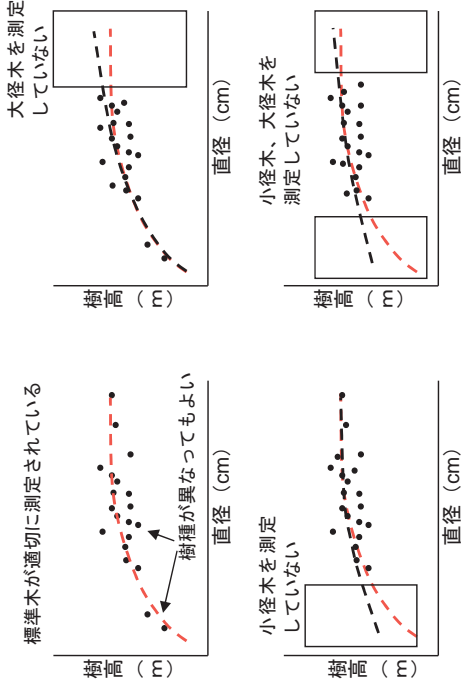 標準木が適切に測定されている
樹種が異なってもよい
樹高（m）
直径（cm）
大径木を測定
していない
樹高（m）
直径（cm）
小径木を測定
していない
樹高（m）
直径（cm）
小径木、大径木を
測定していない
樹高（m）
直径（cm）